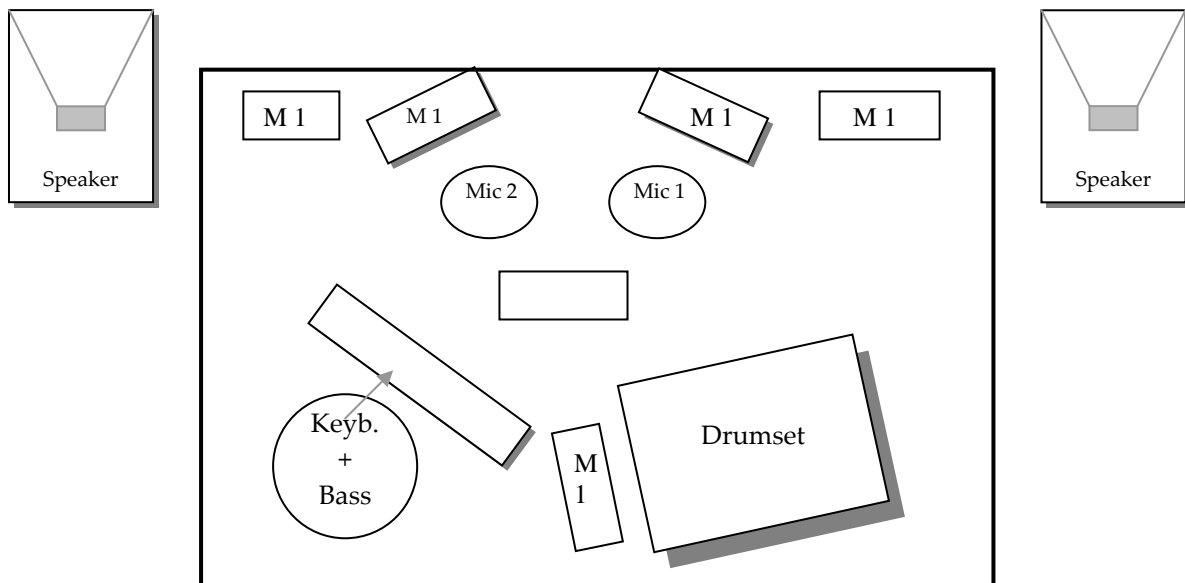 M 1
M 1
M 1
M 1
Speaker
Speaker
Mic 2
Mic 1
Keyb.
+
Bass
M
1
Drumset